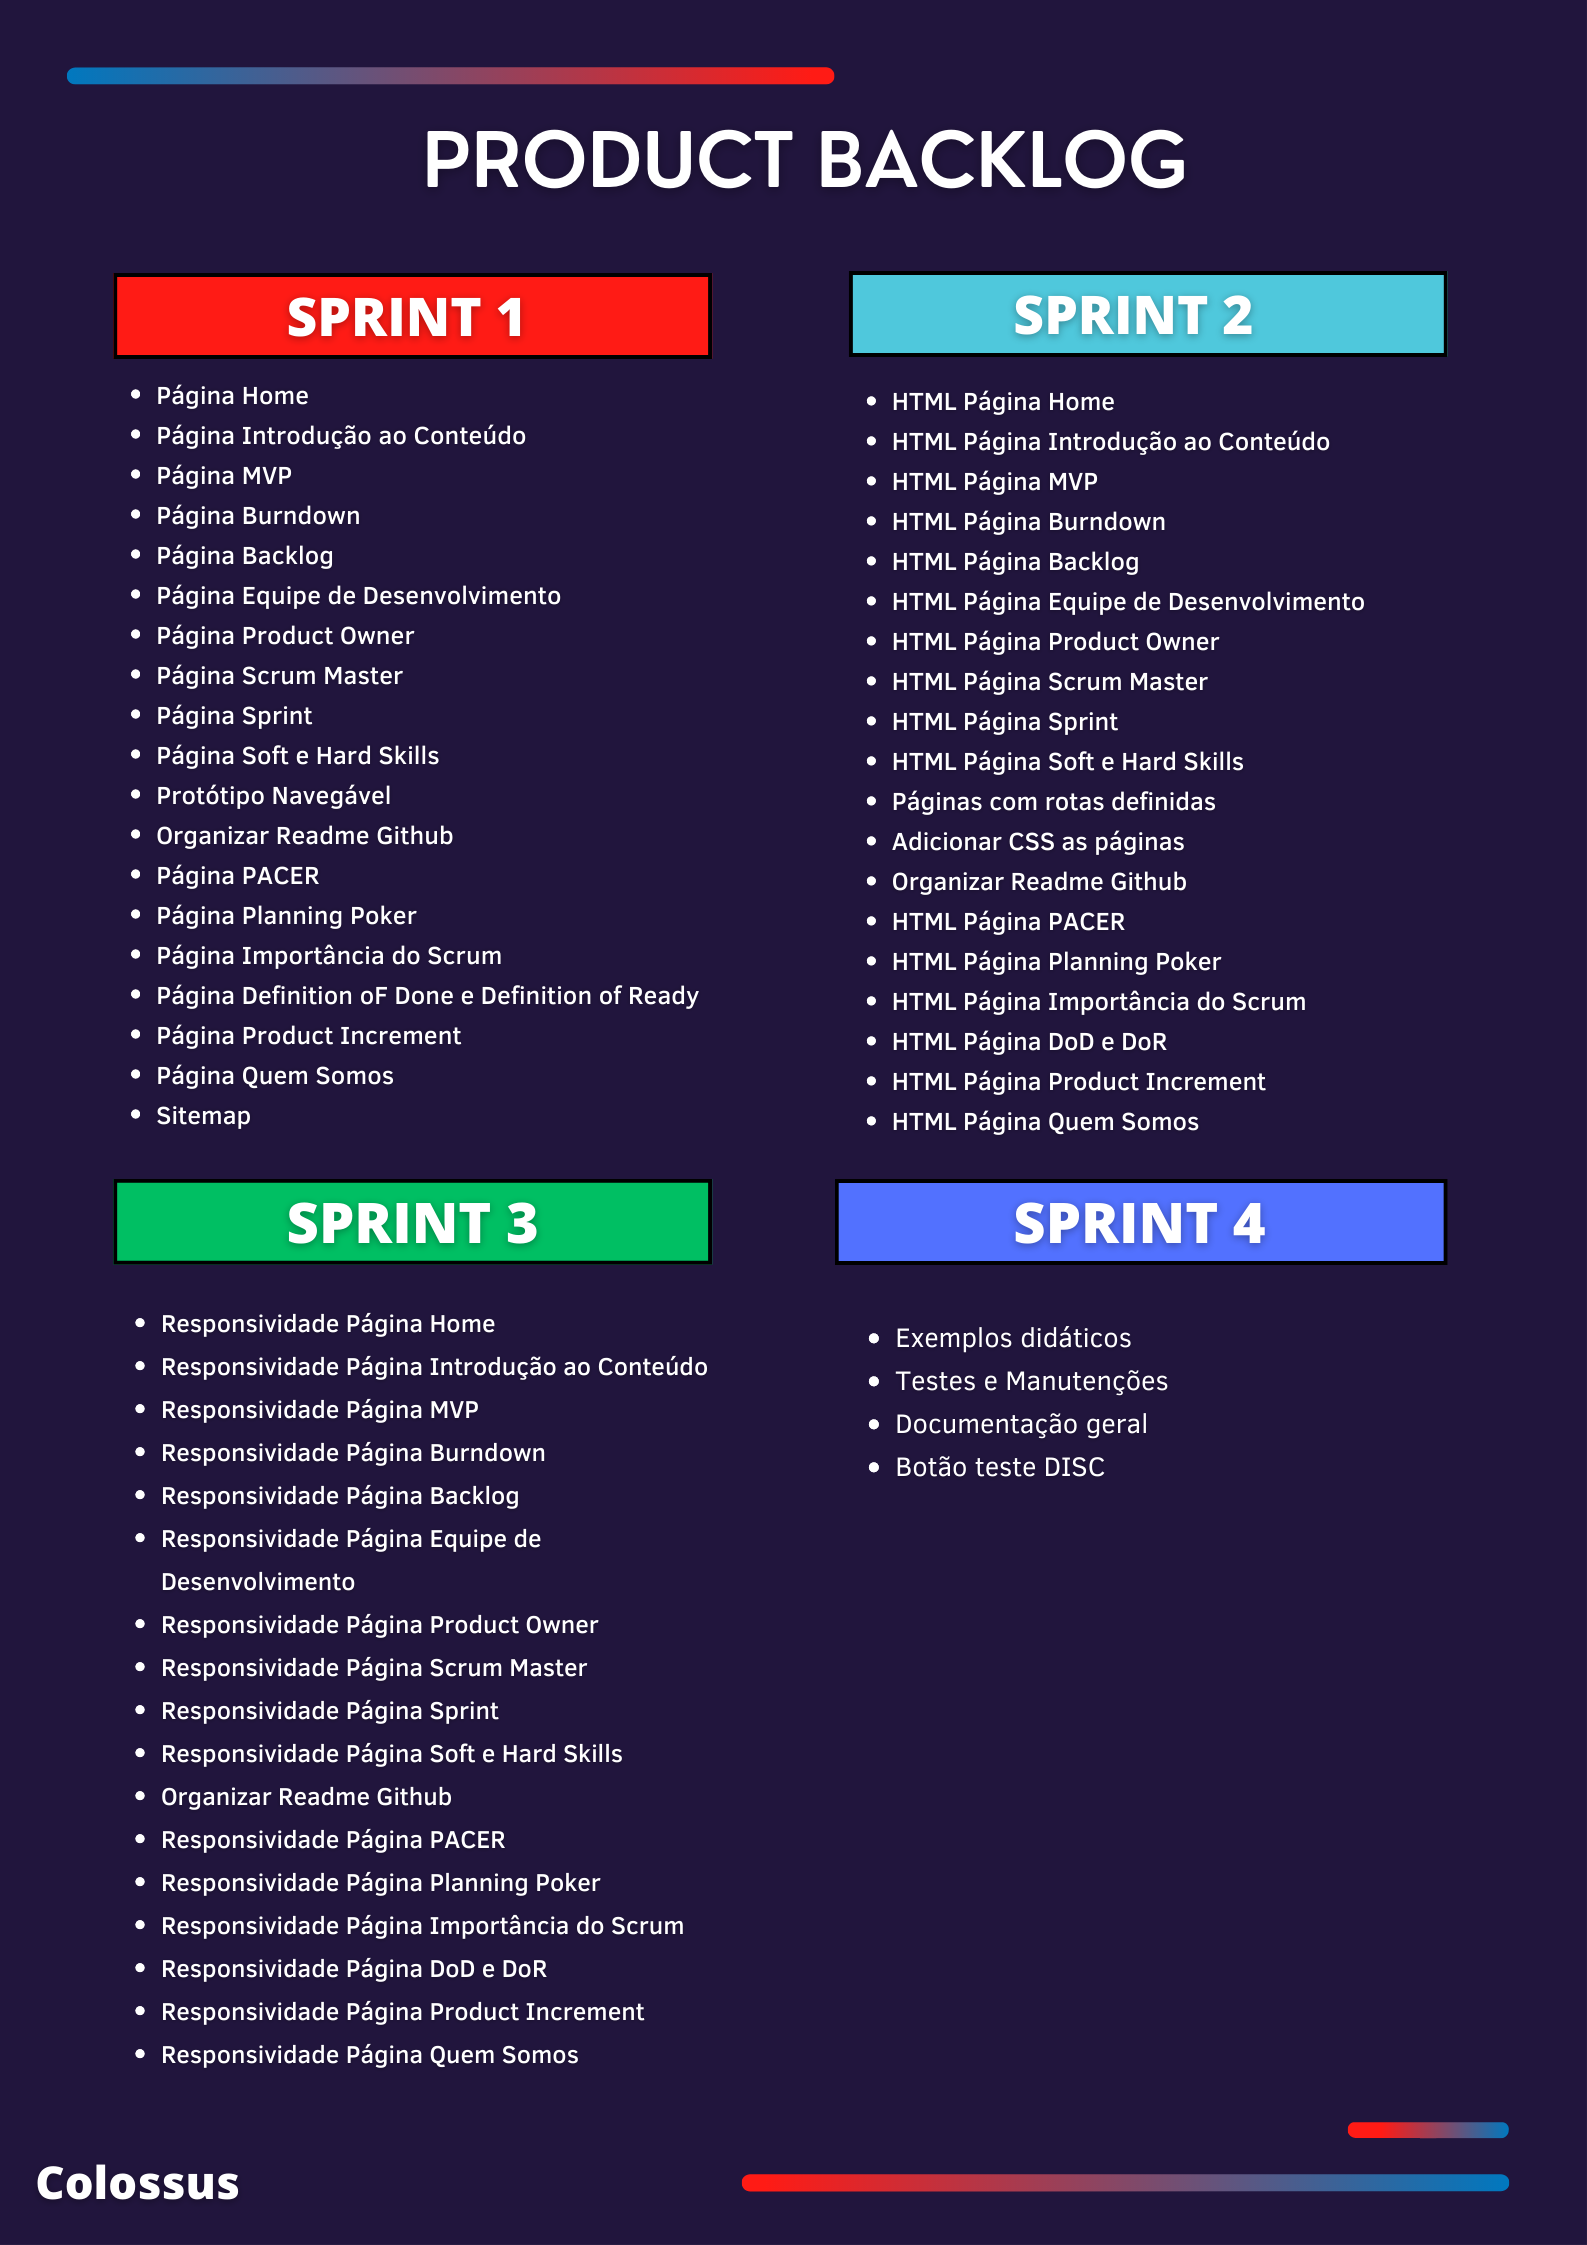 PRODUCT BACKLOG
SPRINT 1
Página Home
Página Introdução ao Conteúdo
Página MVP
Página Burndown
Página Backlog
Página Equipe de Desenvolvimento
Página Product Owner
Página Scrum Master
Página Sprint
Página Soft e Hard Skills
Protótipo Navegável
Organizar Readme Github
Página PACER
Página Planning Poker
Página Importância do Scrum
Página Definition oF Done e Definition of Ready
Página Product Increment
Página Quem Somos
Sitemap
SPRINT 2
HTML Página Home
HTML Página Introdução ao Conteúdo
HTML Página MVP
HTML Página Burndown
HTML Página Backlog
HTML Página Equipe de Desenvolvimento
HTML Página Product Owner
HTML Página Scrum Master
HTML Página Sprint
HTML Página Soft e Hard Skills
Páginas com rotas definidas
Adicionar CSS as páginas
Organizar Readme Github
HTML Página PACER
HTML Página Planning Poker
HTML Página Importância do Scrum
HTML Página DoD e DoR
HTML Página Product Increment
HTML Página Quem Somos
SPRINT 3
Responsividade Página Home
Responsividade Página Introdução ao Conteúdo
Responsividade Página MVP
Responsividade Página Burndown
Responsividade Página Backlog
Responsividade Página Equipe de
Desenvolvimento
Responsividade Página Product Owner
Responsividade Página Scrum Master
Responsividade Página Sprint
Responsividade Página Soft e Hard Skills
Organizar Readme Github
Responsividade Página PACER
Responsividade Página Planning Poker
Responsividade Página Importância do Scrum
Responsividade Página DoD e DoR
Responsividade Página Product Increment
Responsividade Página Quem Somos
SPRINT 4
Exemplos didáticos
Testes e Manutenções
Documentação geral
Botão teste DISC
Colossus